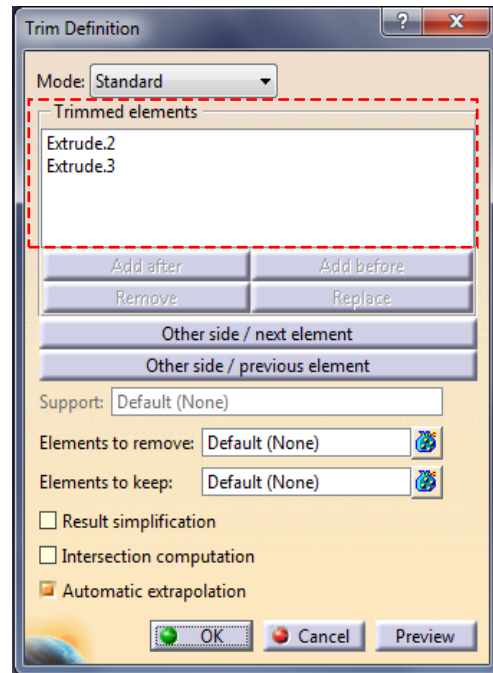 Trim Definition
? X
Mode: Standard
Trimmed elements
Extrude.2
Extrude.3
Add after Add before
Remove Replace
Other side / next element
Other side / previous element
Support: Default (None)
Elements to remove: Default (None)
Elements to keep: Default (None)
Result simplification
Intersection computation
Automatic extrapolation
OK Cancel Preview